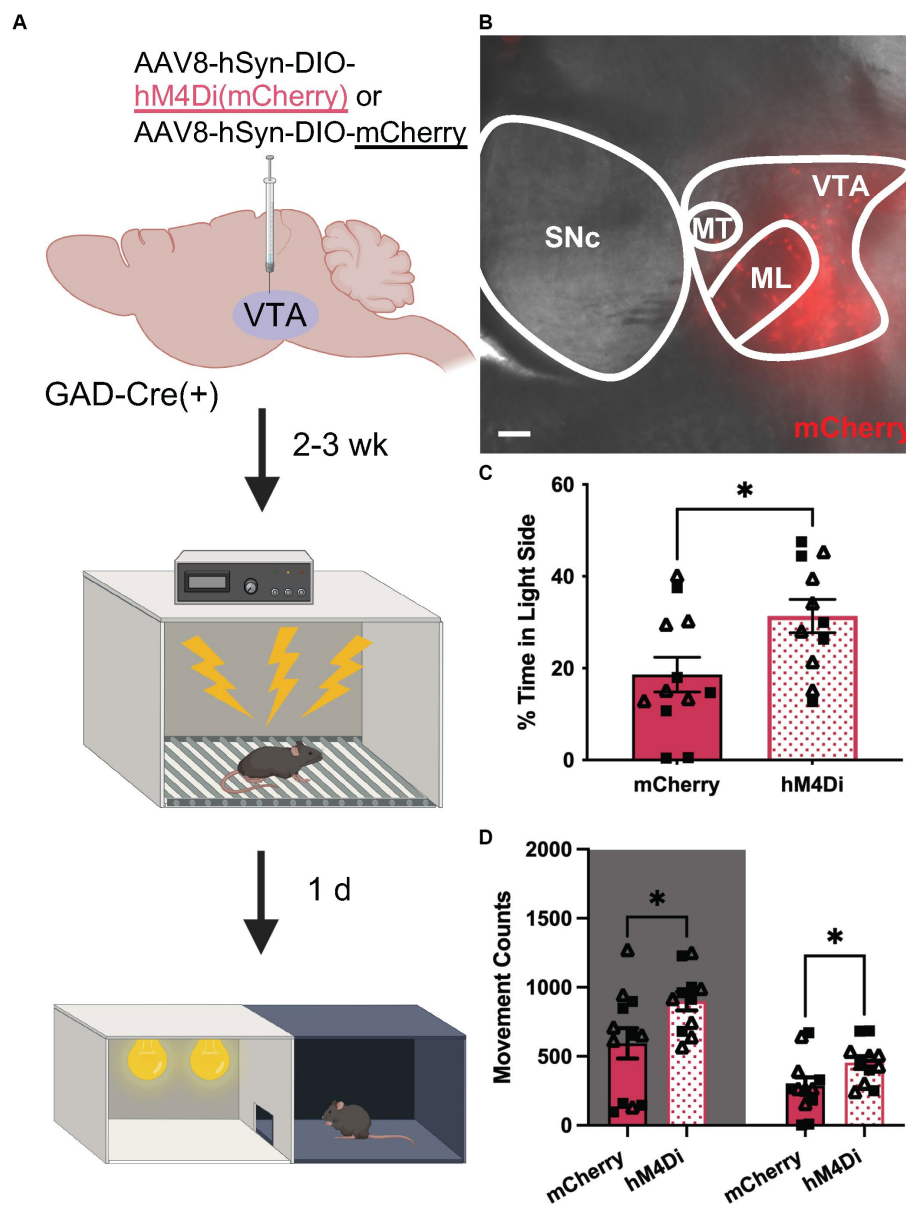 A
AAV8-hSyn-DIO-
hM4Di(mCherry) or
AAV8-hSyn-DIO-mCherry
VTA
GAD-Cre(+)
2-3 wk
1 d
B
SNc
MT
VTA
ML
mCherry
C
% Time in Light Side
60
40
20
0
*
mCherry
hM4Di
D
Movement Counts
2000
1500
1000
500
0
*
*
mCherry
hM4Di
mCherry
hM4Di